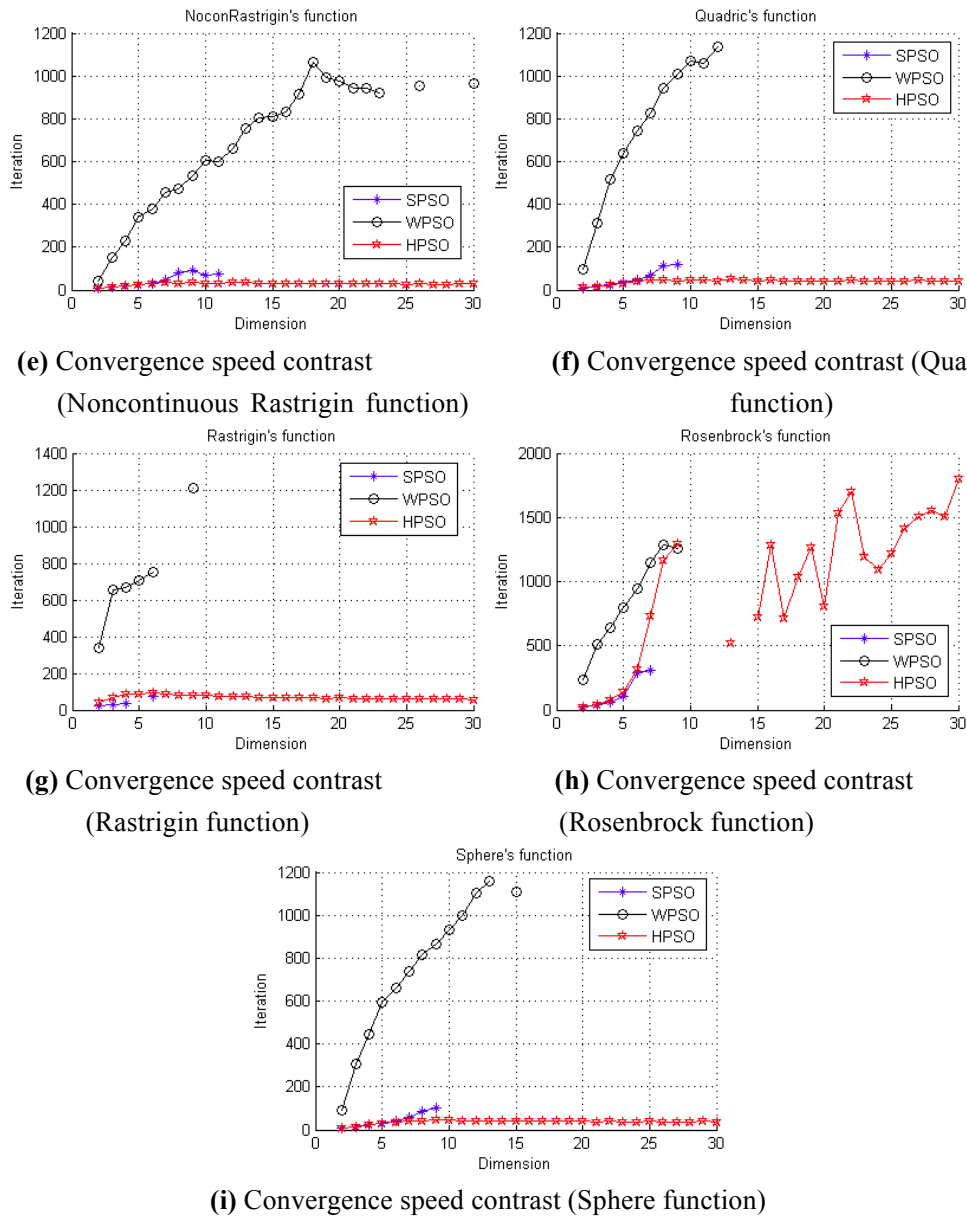 NoconRastrigin's function
1200
1000
800
600
400
200
0
Iteration
0 5 10 15 20 25 30
Dimension
SPSO
WPSO
HPSO
Quadric's function
1200
1000
800
600
400
200
0
Iteration
0 5 10 15 20 25 30
Dimension
SPSO
WPSO
HPSO
(e) Convergence speed contrast
(Noncontinuous Rastrigin function)
(f) Convergence speed contrast (Qua
function)
Rastrigin's function
1400
1200
1000
800
600
400
200
0
Iteration
0 5 10 15 20 25 30
Dimension
SPSO
WPSO
HPSO
Rosenbrock's function
2000
1500
1000
500
0
Iteration
0 5 10 15 20 25 30
Dimension
SPSO
WPSO
HPSO
(g) Convergence speed contrast
(Rastrigin function)
(h) Convergence speed contrast
(Rosenbrock function)
Sphere's function
1200
1000
800
600
400
200
0
Iteration
0 5 10 15 20 25 30
Dimension
SPSO
WPSO
HPSO
(i) Convergence speed contrast (Sphere function)